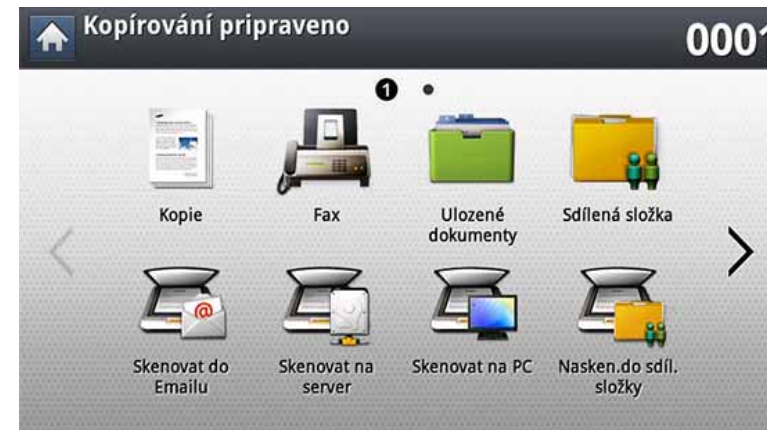 Kopírování pripraveno
0001
1
Kopie
Fax
Ulozené
dokumenty
Sdílená složka
@
Skenovat do
Emailu
Skenovat na
server
Skenovat na PC
Nasken.do sdíl.
složky